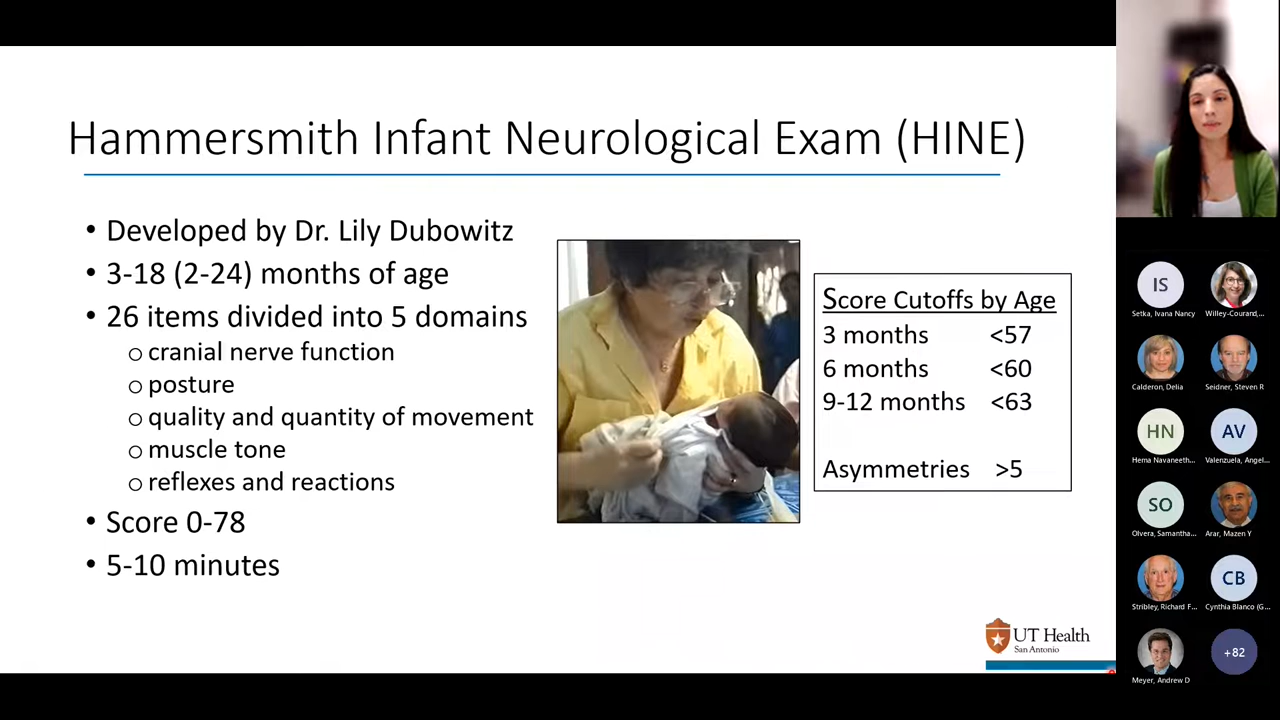 Hammersmith Infant Neurological Exam (HINE)
• Developed by Dr. Lily Dubowitz
• 3-18 (2-24) months of age
• 26 items divided into 5 domains
o cranial nerve function
o posture
o quality and quantity of movement
o muscle tone
o reflexes and reactions
• Score 0-78
• 5-10 minutes
Score Cutoffs by Age
3 months <57
6 months <60
9-12 months <63
Asymmetries >5
UT Health
San Antonio
IS
Setka, Ivana Nancy
Willey-Courand,...
Calderon, Delia
Seidner, Steven R
HN
Hema Navaneeth...
AV
Valenzuela, Angel...
SO
Olvera, Samantha...
Arar, Mazen Y
Stribley, Richard F...
CB
Cynthia Blanco (G...
Meyer, Andrew D
+82